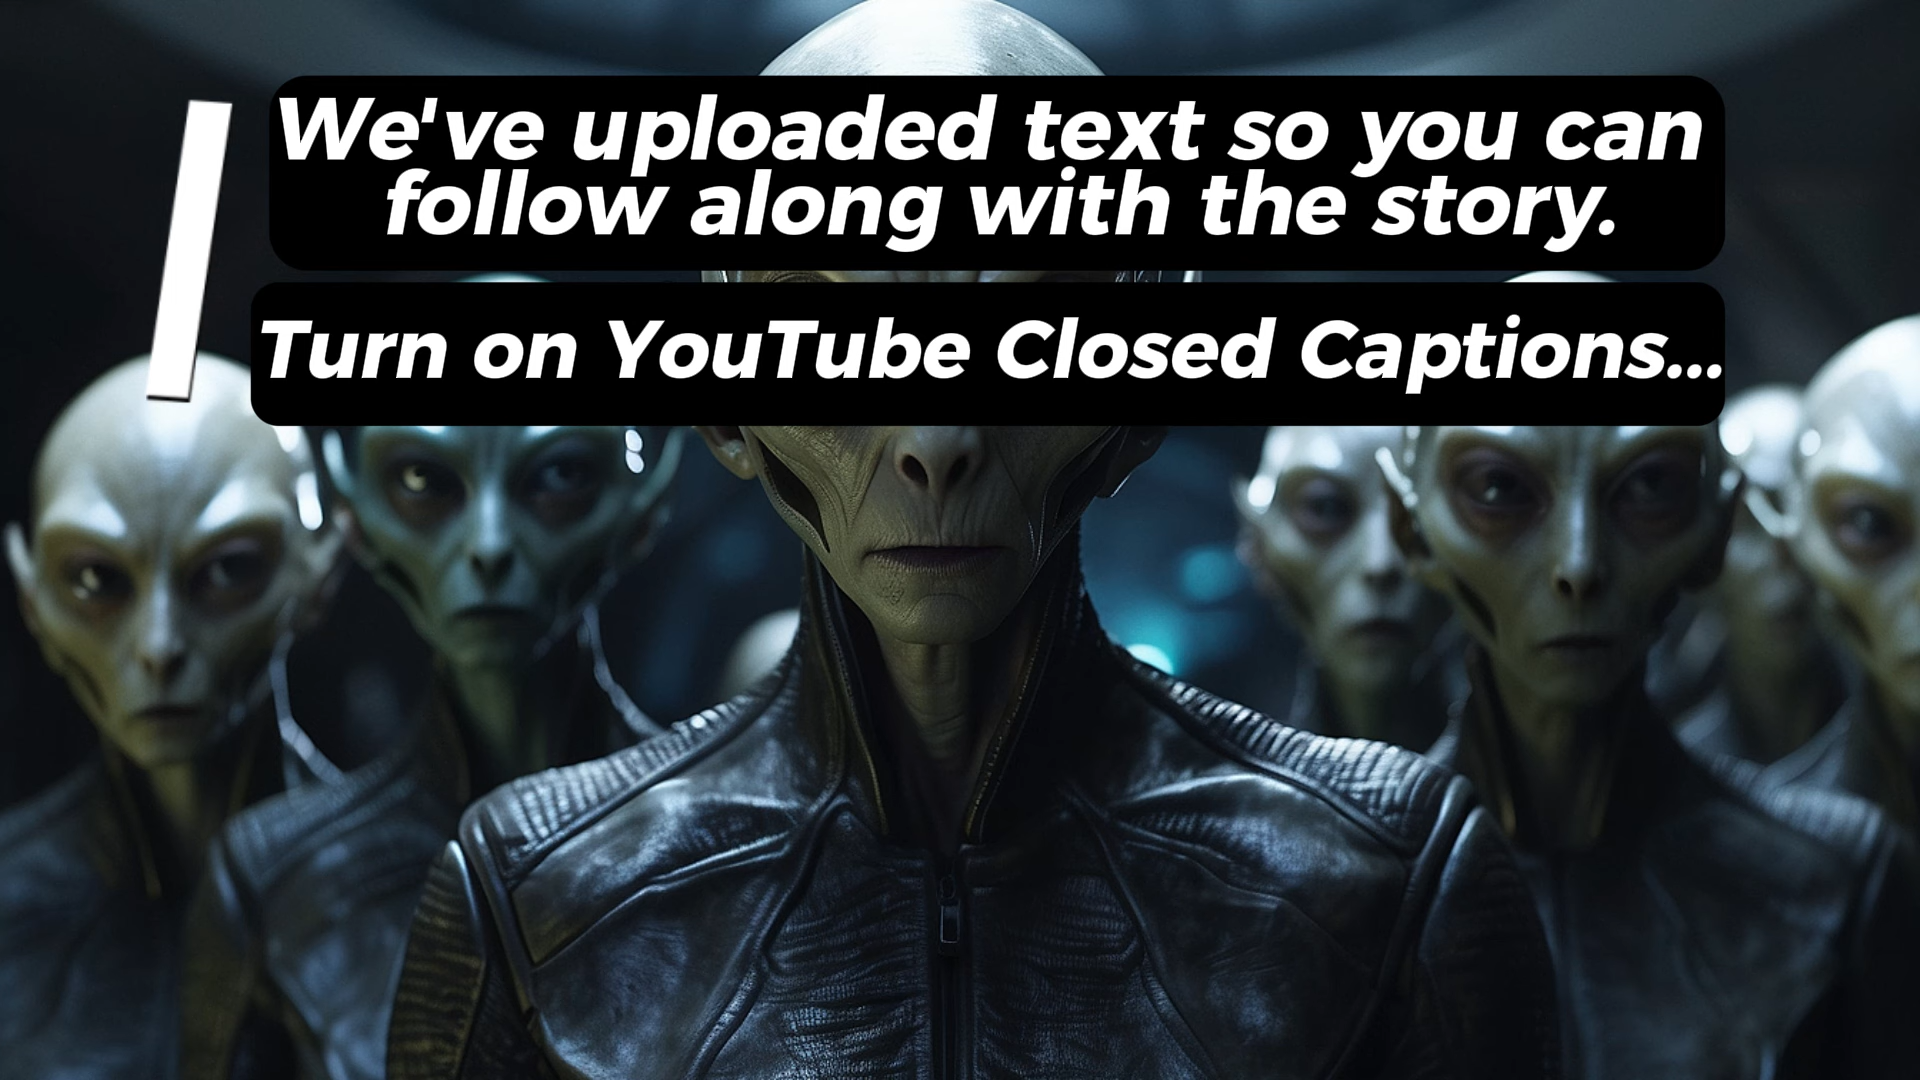 We've uploaded text so you can
follow along with the story.
Turn on YouTube Closed Captions...